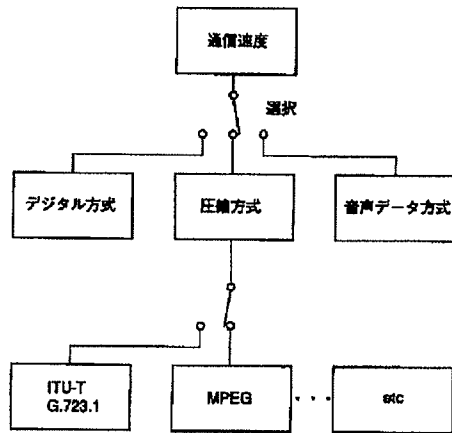 通信速度
選択
デジタル方式
圧縮方式
音声データ方式
ITU-T
G.723.1
MPEG
・・・
etc